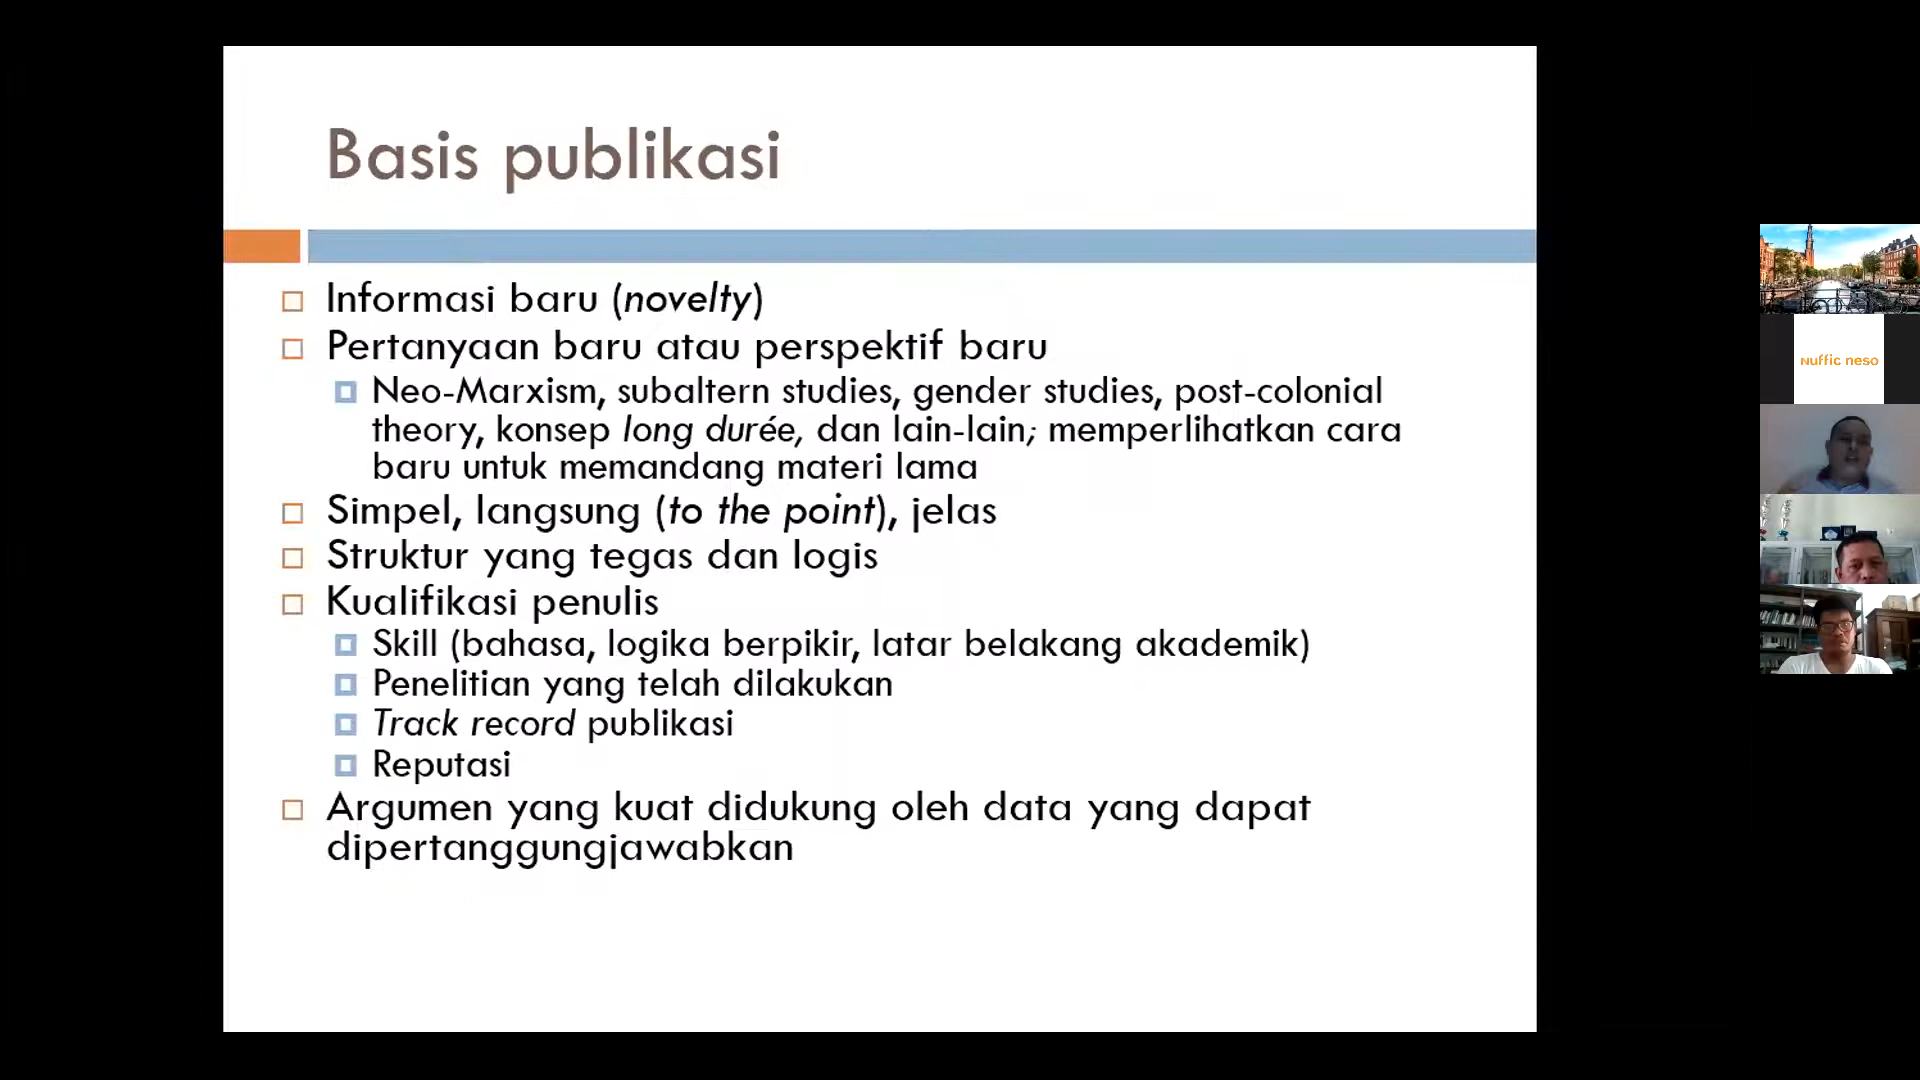 Basis publikasi
Informasi baru (novelty)
Pertanyaan baru atau perspektif baru
Neo-Marxism, subaltern studies, gender studies, post-colonial
theory, konsep long durée, dan lain-lain; memperlihatkan cara
baru untuk memandang materi lama
Simpel, langsung (to the point), jelas
Struktur yang tegas dan logis
Kualifikasi penulis
Skill (bahasa, logika berpikir, latar belakang akademik)
Penelitian yang telah dilakukan
Track record publikasi
Reputasi
Argumen yang kuat didukung oleh data yang dapat
dipertanggungjawabkan
Nuffic neso